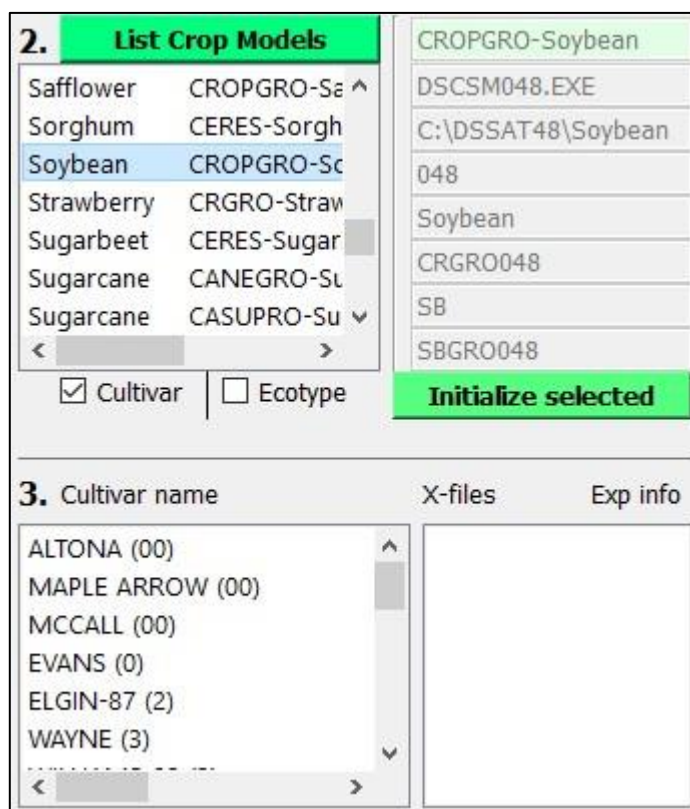 2. List Crop Models
Safflower CROPGRO-Sa
Sorghum CERES-Sorgh
Soybean CROPGRO-Sc
Strawberry CRGRO-Straw
Sugarbeet CERES-Sugar
Sugarcane CANEGRO-Su
Sugarcane CASUPRO-Su
Cultivar Ecotype
CROPGRO-Soybean
DSCSM048.EXE
C:\DSSAT48\Soybean
048
Soybean
CRGRO048
SB
SBGRO048
Initialize selected
3. Cultivar name
ALTONA (00)
MAPLE ARROW (00)
MCCALL (00)
EVANS (0)
ELGIN-87 (2)
WAYNE (3)
X-files Exp info